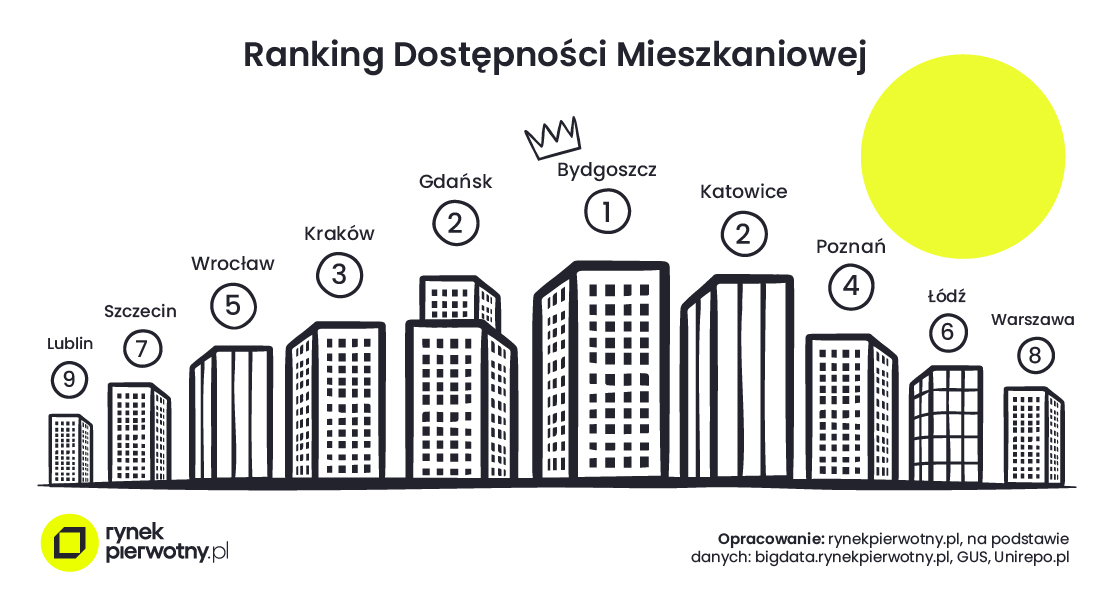 Ranking Dostępności Mieszkaniowej
Bydgoszcz
1
Gdańsk
2
Katowice
2
Kraków
3
Poznań
4
Wrocław
5
Łódź
6
Szczecin
7
Warszawa
8
Lublin
9
rynek
pierwotny.pl
Opracowanie: rynekpierwotny.pl, na podstawie
danych: bigdata.rynekpierwotny.pl, GUS, Unirepo.pl